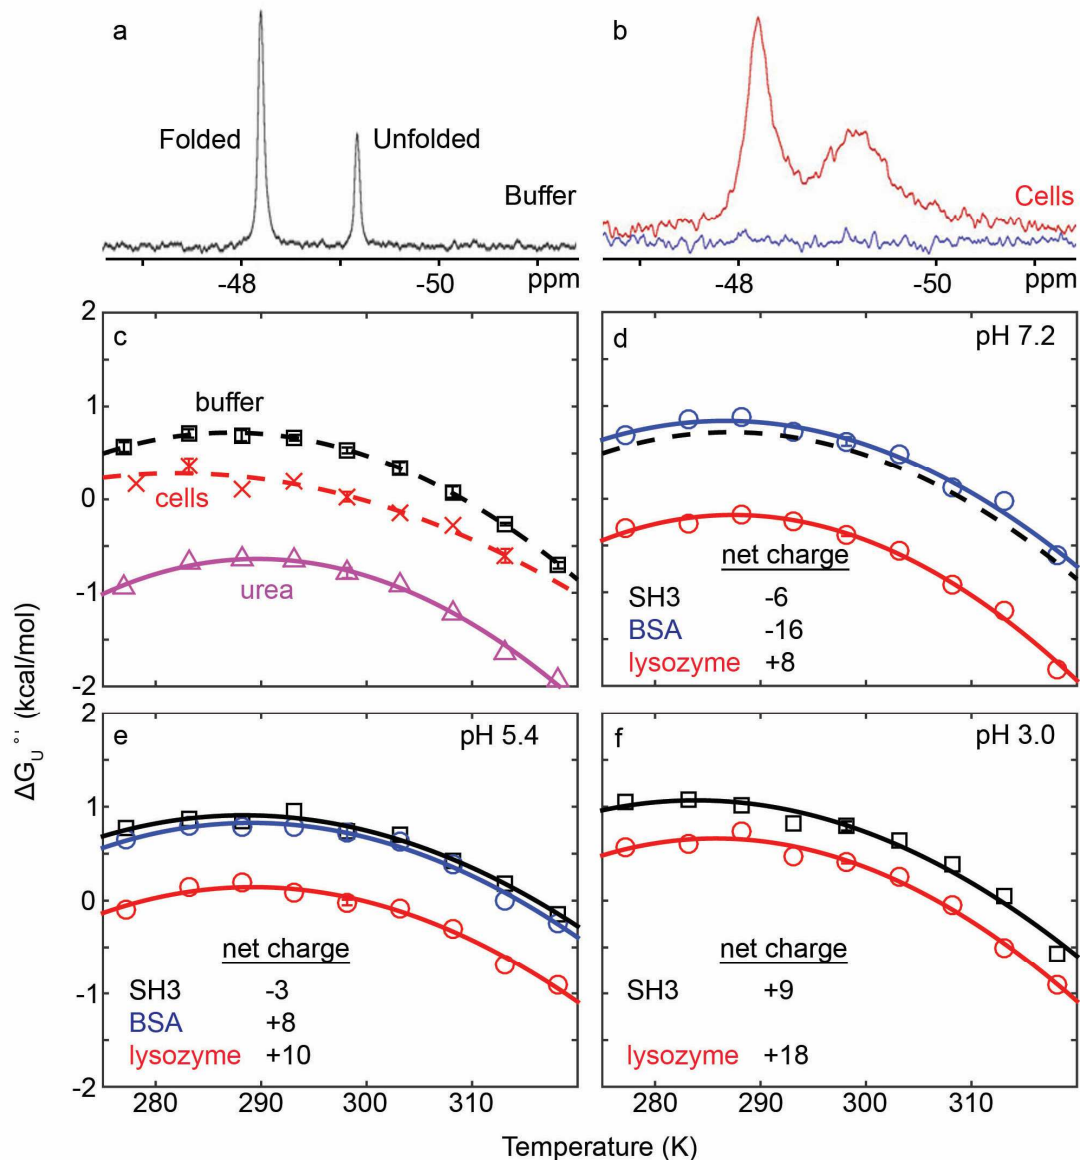 a
Folded
Unfolded
Buffer
-48
-50
ppm
b
Cells
-48
-50
ppm
ΔG_U °'' (kcal/mol)
2
1
0
-1
-2
c
buffer
cells
urea
d
pH 7.2
net charge
SH3 -6
BSA -16
lysozyme +8
2
1
0
-1
-2
e
pH 5.4
net charge
SH3 -3
BSA +8
lysozyme +10
280 290 300 310
f
pH 3.0
net charge
SH3 +9
lysozyme +18
280 290 300 310
Temperature (K)